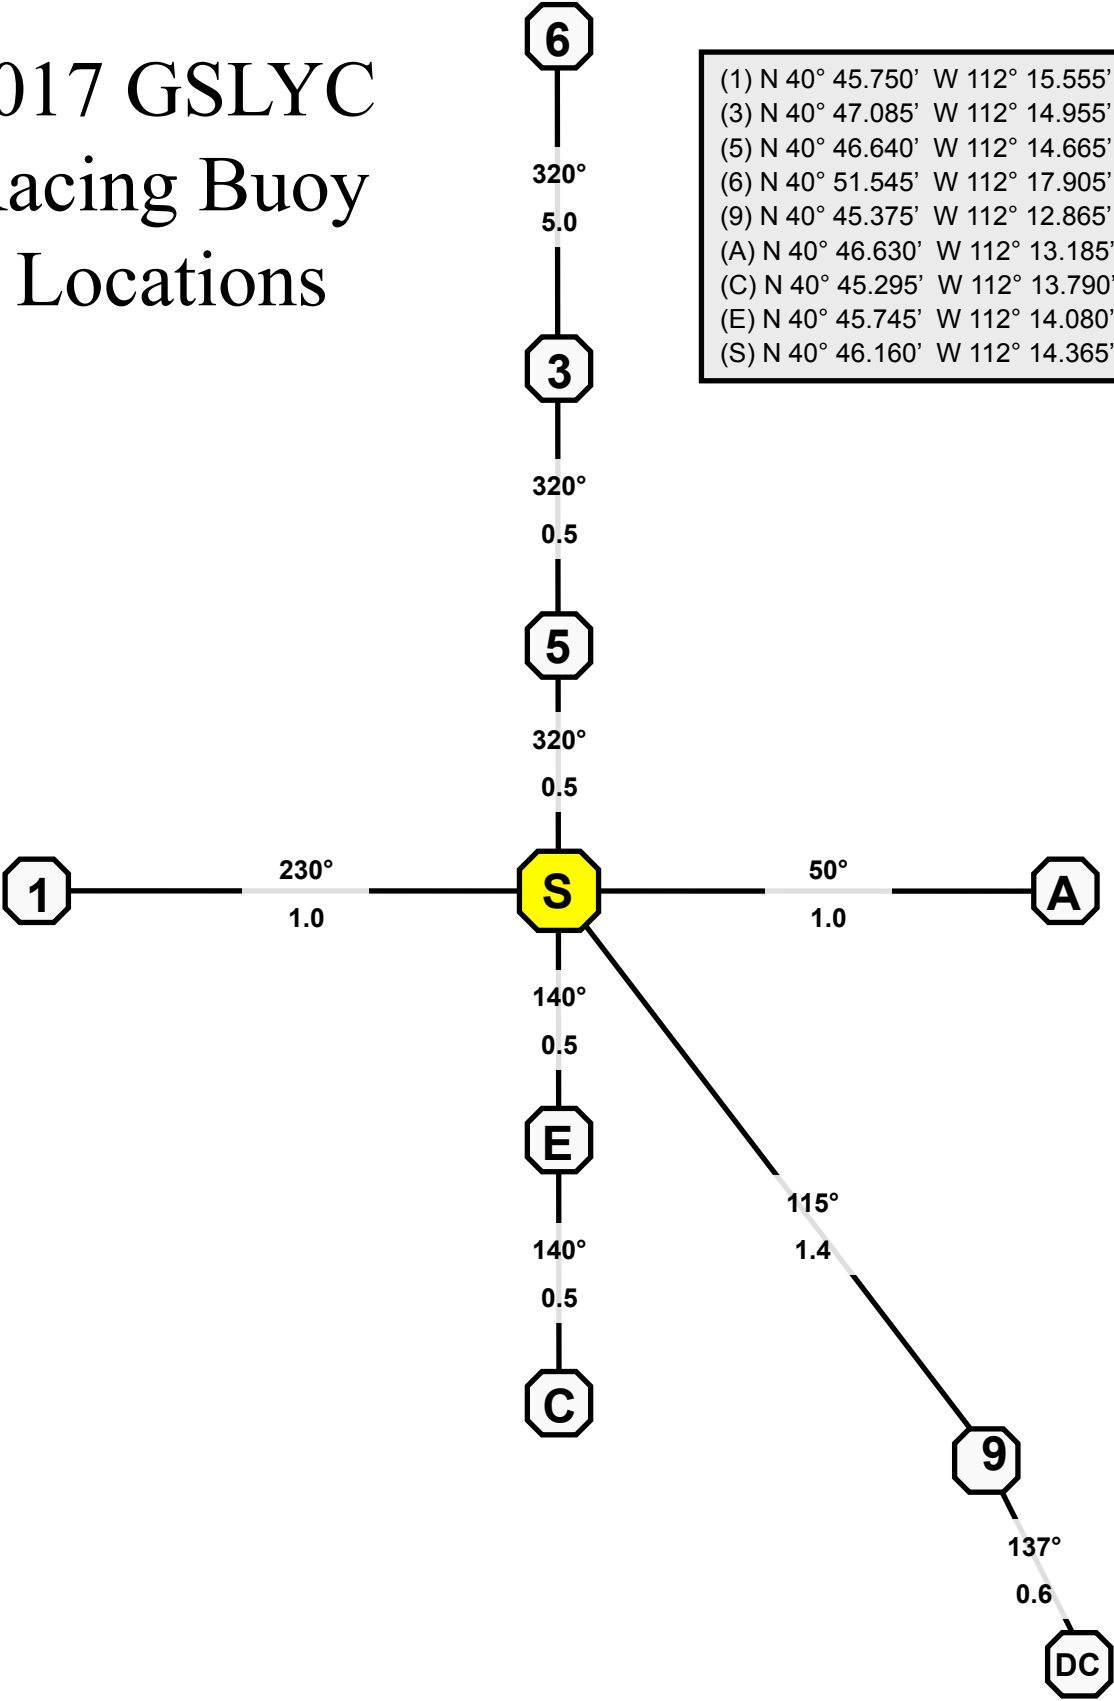 017 GSLYC
acing Buoy
Locations
6
(1) N 40° 45.750’ W 112° 15.555’
(3) N 40° 47.085’ W 112° 14.955’
(5) N 40° 46.640’ W 112° 14.665’
(6) N 40° 51.545’ W 112° 17.905’
(9) N 40° 45.375’ W 112° 12.865’
(A) N 40° 46.630’ W 112° 13.185’
(C) N 40° 45.295’ W 112° 13.790’
(E) N 40° 45.745’ W 112° 14.080’
(S) N 40° 46.160’ W 112° 14.365’
320°
5.0
3
320°
0.5
5
320°
0.5
1
230°
1.0
S
50°
1.0
A
140°
0.5
E
115°
1.4
140°
0.5
C
9
137°
0.6
DC